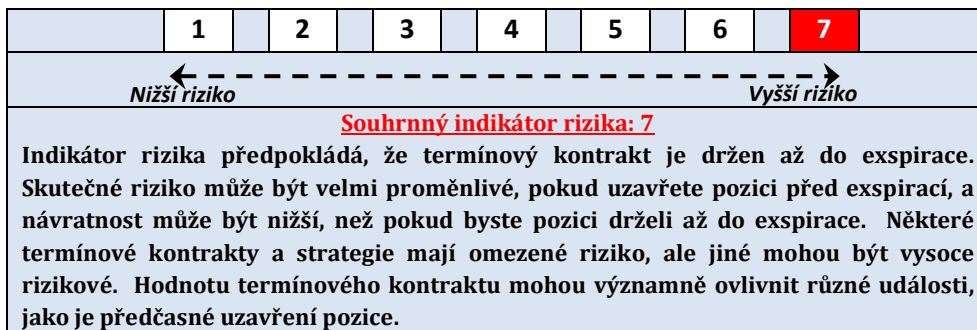 1 2 3 4 5 6 7
Nižší riziko Vyšší riziko
Souhrnný indikátor rizika: 7
Indikátor rizika předpokládá, že termínový kontrakt je držen až do exspirace.
Skutečné riziko může být velmi proměnlivé, pokud uzavřete pozici před exspirací, a
návratnost může být nižší, než pokud byste pozici drželi až do exspirace. Některé
termínové kontrakty a strategie mají omezené riziko, ale jiné mohou být vysoce
rizikové. Hodnotu termínového kontraktu mohou významně ovlivnit různé události,
jako je předčasné uzavření pozice.